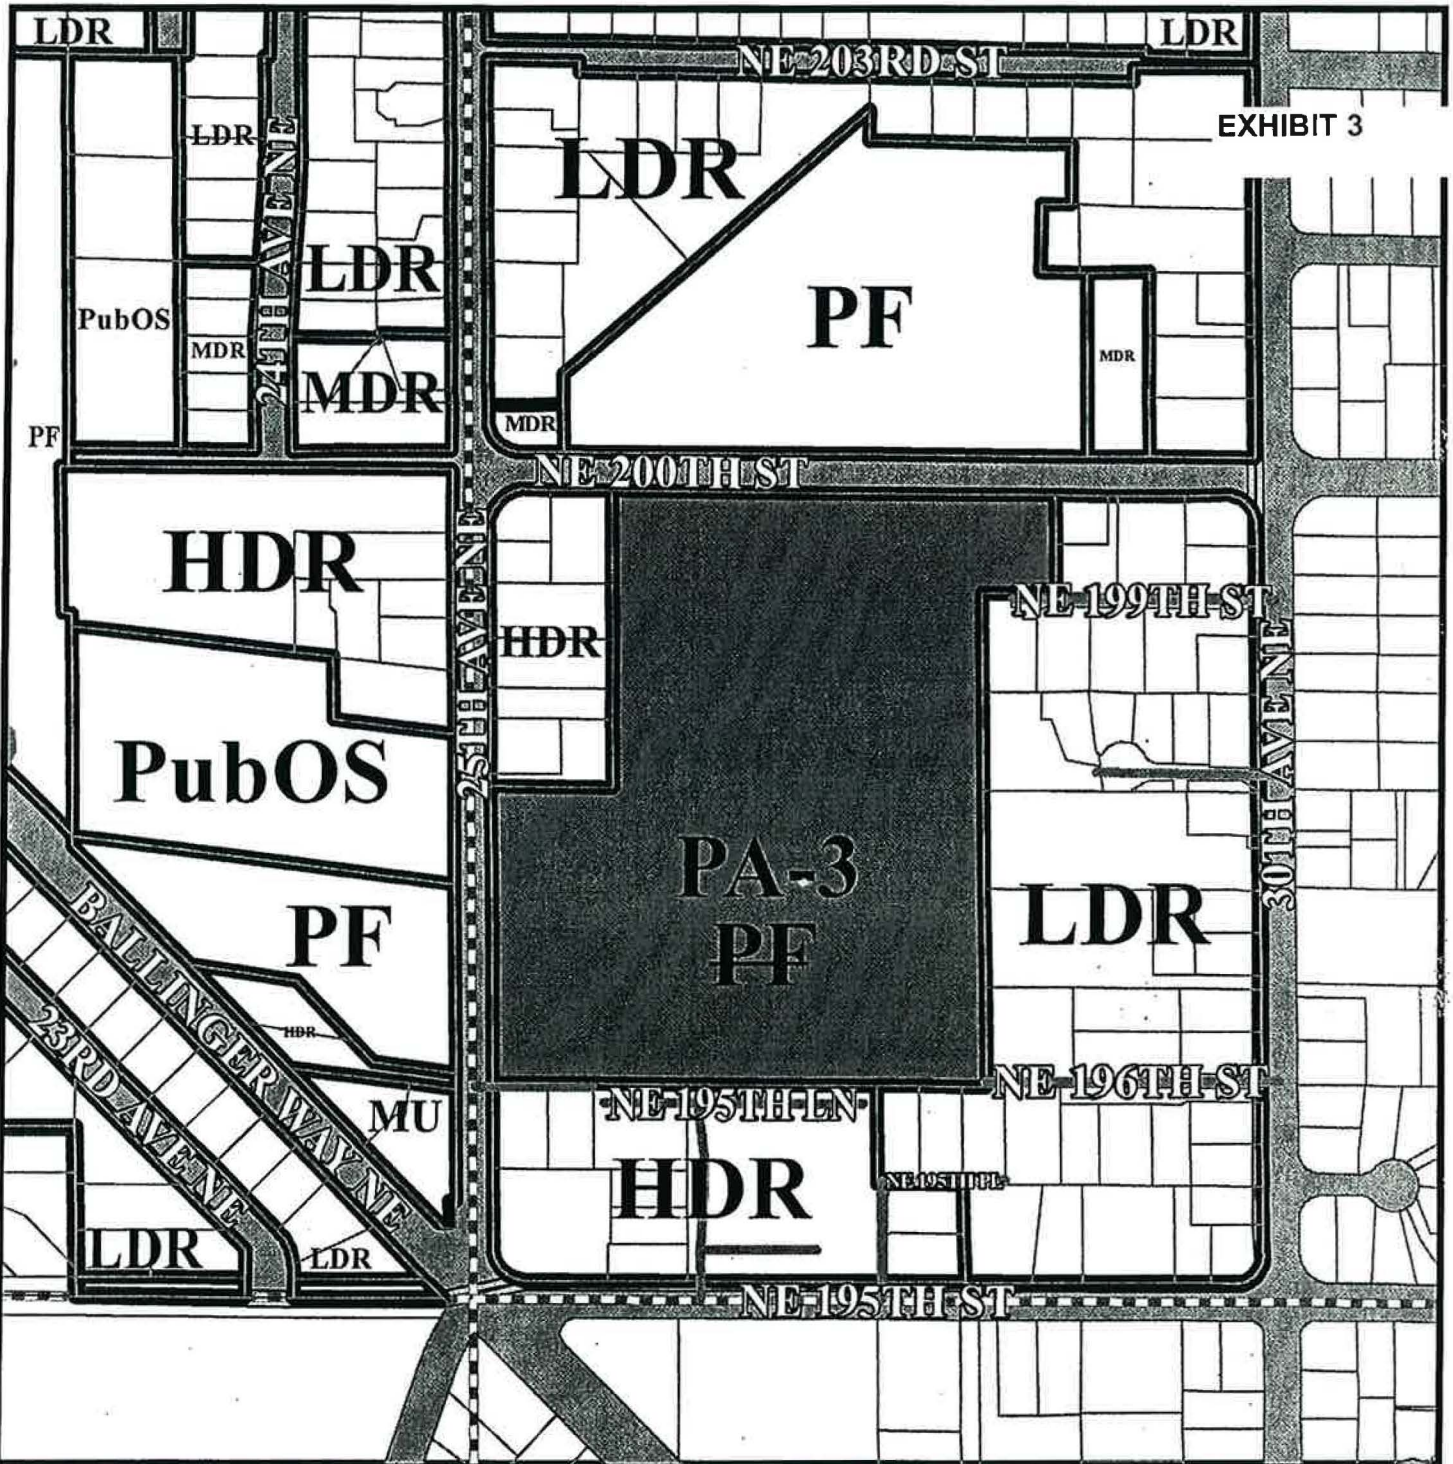 LDR
LDR
NE 203RD ST
EXHIBIT 3
LDR
LDR
LDR
24TH AVE NE
PubOS
PF
MDR
MDR
MDR
MDR
PF
NE 200TH ST
HDR
25TH AVE NE
HDR
NE 199TH ST
30TH AVE NE
PubOS
PA-3
PF
LDR
PF
BALLINGER WAY NE
23RD AVE NE
HDR
MU
NE 195TH LN
NE 196TH ST
HDR
NE 195TH PL
LDR
LDR
NE 195TH ST